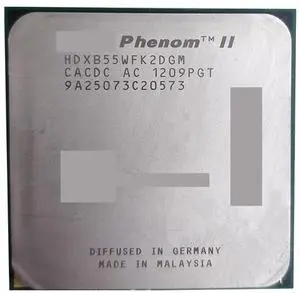 Phenom™ II
HDXB55WFK2DGM
CACDC AC 1209PGT
9A25073C20573
DIFFUSED IN GERMANY
MADE IN MALAYSIA